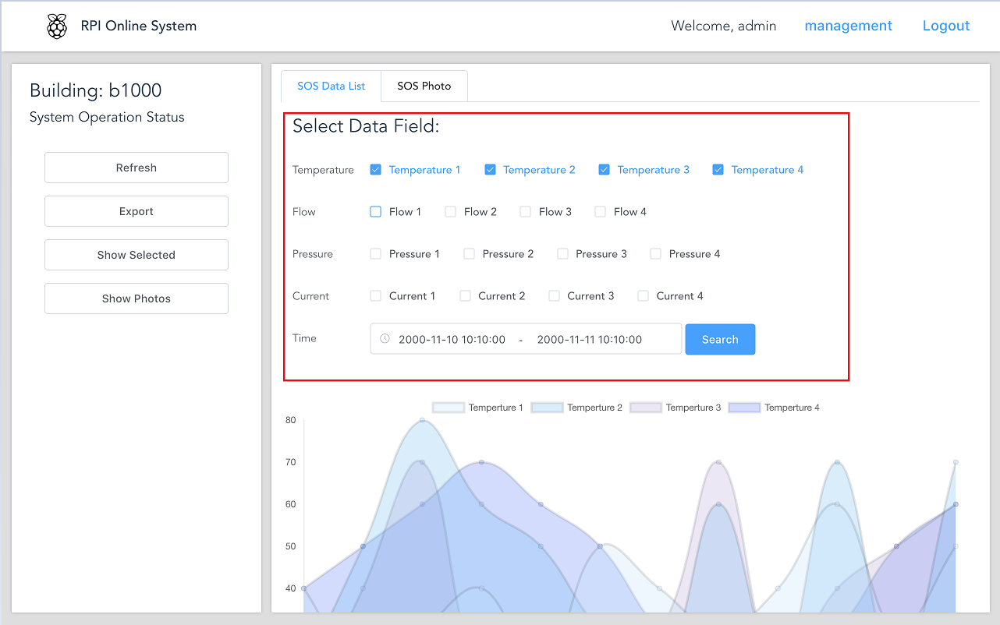 RPI Online System
Welcome, admin management Logout
Building: b1000
System Operation Status
Refresh
Export
Show Selected
Show Photos
SOS Data List SOS Photo
Select Data Field:
Temperature Temperature 1 Temperature 2 Temperature 3 Temperature 4
Flow Flow 1 Flow 2 Flow 3 Flow 4
Pressure Pressure 1 Pressure 2 Pressure 3 Pressure 4
Current Current 1 Current 2 Current 3 Current 4
Time 2000-11-10 10:10:00 - 2000-11-11 10:10:00 Search
Temperture 1 Temperture 2 Temperture 3 Temperture 4
80
70
60
50
40